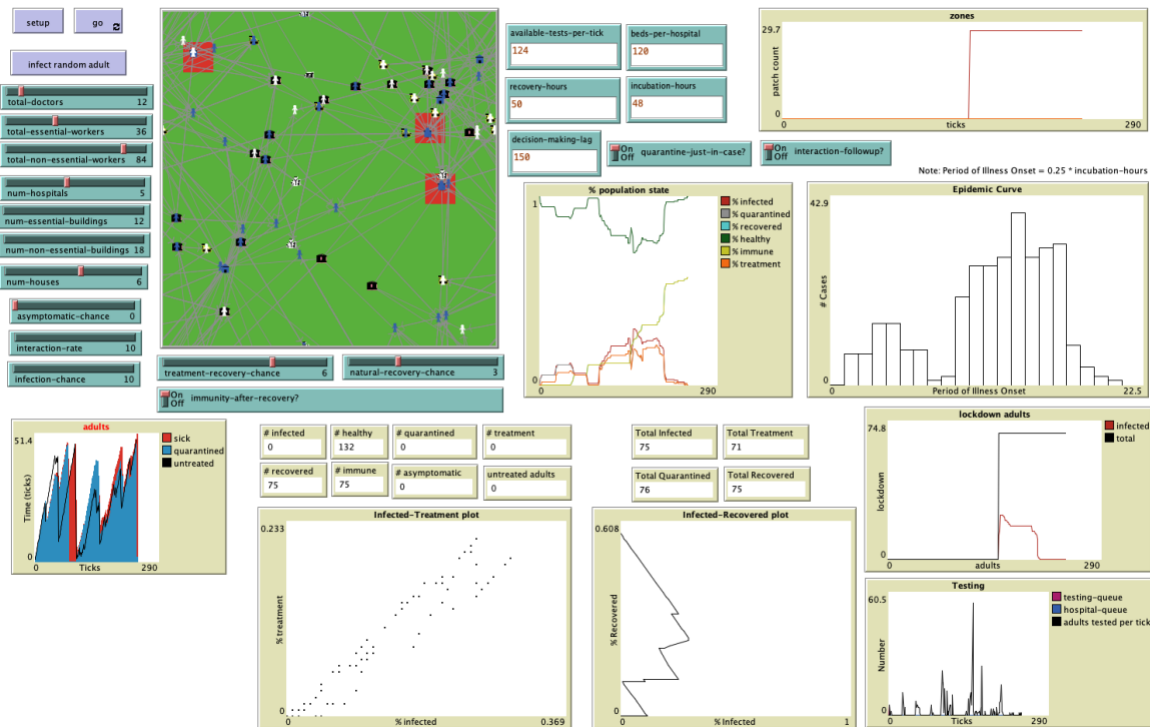 setup
go
infect random adult
total-doctors 12
total-essential-workers 36
total-non-essential-workers 84
num-hospitals 5
num-essential-buildings 12
num-non-essential-buildings 18
num-houses 6
asymptomatic-chance 0
interaction-rate 10
infection-chance 10
treatment-recovery-chance 6
natural-recovery-chance 3
On
Off
immunity-after-recovery?
available-tests-per-tick
124
beds-per-hospital
120
recovery-hours
50
incubation-hours
48
decision-making-lag
150
On
Off
quarantine-just-in-case?
On
Off
interaction-followup?
zones
29.7
patch count
0
0
ticks
290
Note: Period of Illness Onset = 0.25 * incubation-hours
% population state
1
0
0
290
% infected
% quarantined
% recovered
% healthy
% immune
% treatment
Epidemic Curve
42.9
# Cases
0
0
Period of Illness Onset
22.5
adults
51.4
Time (ticks)
0
0
Ticks
290
sick
quarantined
untreated
# infected
0
# healthy
132
# quarantined
0
# treatment
0
# recovered
75
# immune
75
# asymptomatic
0
untreated adults
0
Total Infected
75
Total Treatment
71
Total Quarantined
76
Total Recovered
75
lockdown adults
74.8
lockdown
0
0
adults
290
infected
total
Infected-Treatment plot
0.233
% treatment
0
0
% infected
0.369
Infected-Recovered plot
0.608
% Recovered
0
0
% Infected
1
Testing
60.5
Number
0
0
Ticks
290
testing-queue
hospital-queue
adults tested per tick